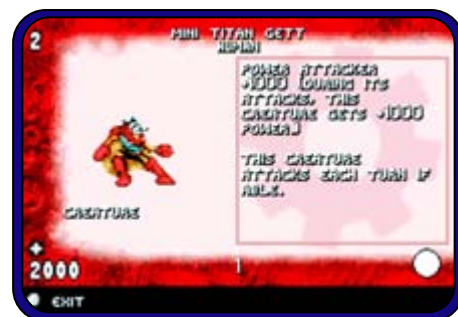 2
MINI TITAN GETT
HUMAN
POWER ATTACKER
+1000 (DURING ITS
ATTACKS, THIS
CREATURE GETS +1000
POWER.)
THIS CREATURE
ATTACKS EACH TURN IF
ABLE.
CREATURE
+
2000
1
EXIT